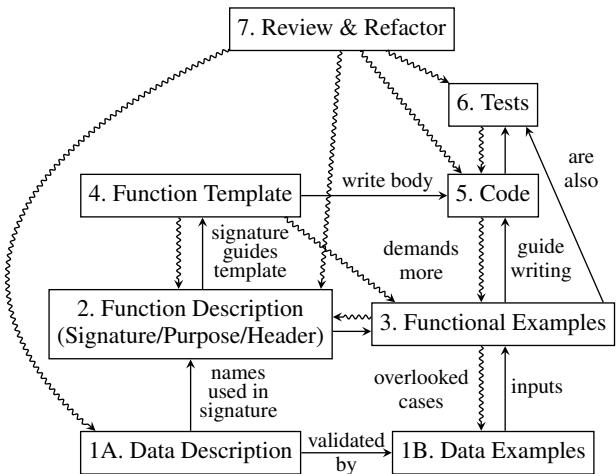 7. Review & Refactor
6. Tests
are
also
4. Function Template
write body
5. Code
signature
guides
template
demands
more
guide
writing
2. Function Description
(Signature/Purpose/Header)
3. Functional Examples
names
used in
signature
overlooked
cases
inputs
1A. Data Description
validated
by
1B. Data Examples